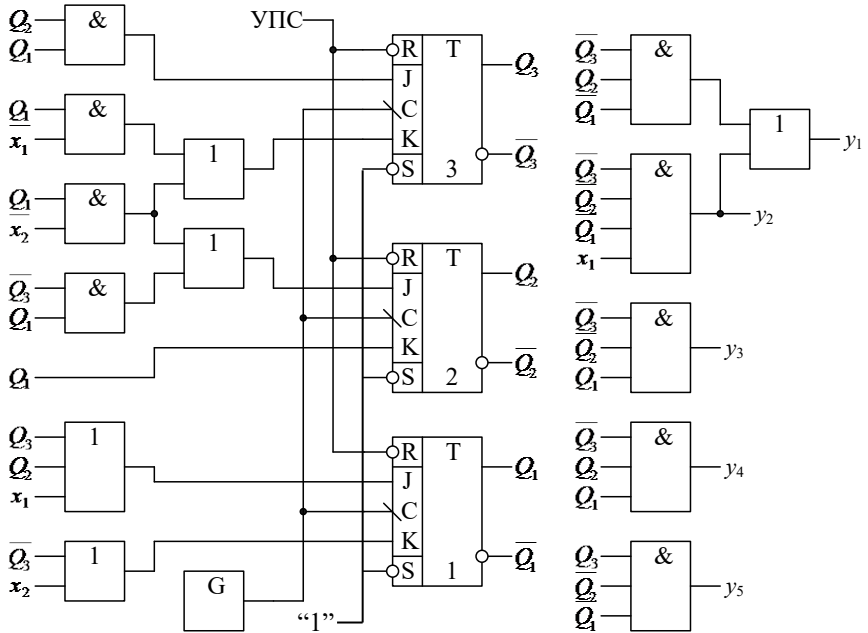 УПС
Q₂
Q₁
&
Q₁
x̅₁
&
Q₁
x̅₂
&
Q̅₃
Q₁
&
Q₁
Q₃
Q₂
x₁
1
Q̅₃
x₂
1
1
1
G
“1”
R
J
C
K
S
T
3
Q₃
Q̅₃
R
J
C
K
S
T
2
Q₂
Q̅₂
R
J
C
K
S
T
1
Q₁
Q̅₁
Q̅₃
Q₂
Q̅₁
&
1
y₁
Q̅₃
Q̅₂
Q̅₁
x₁
&
y₂
Q̅₃
Q̅₂
Q₁
&
y₃
Q̅₃
Q₂
Q₁
&
y₄
Q₃
Q̅₂
Q̅₁
&
y₅